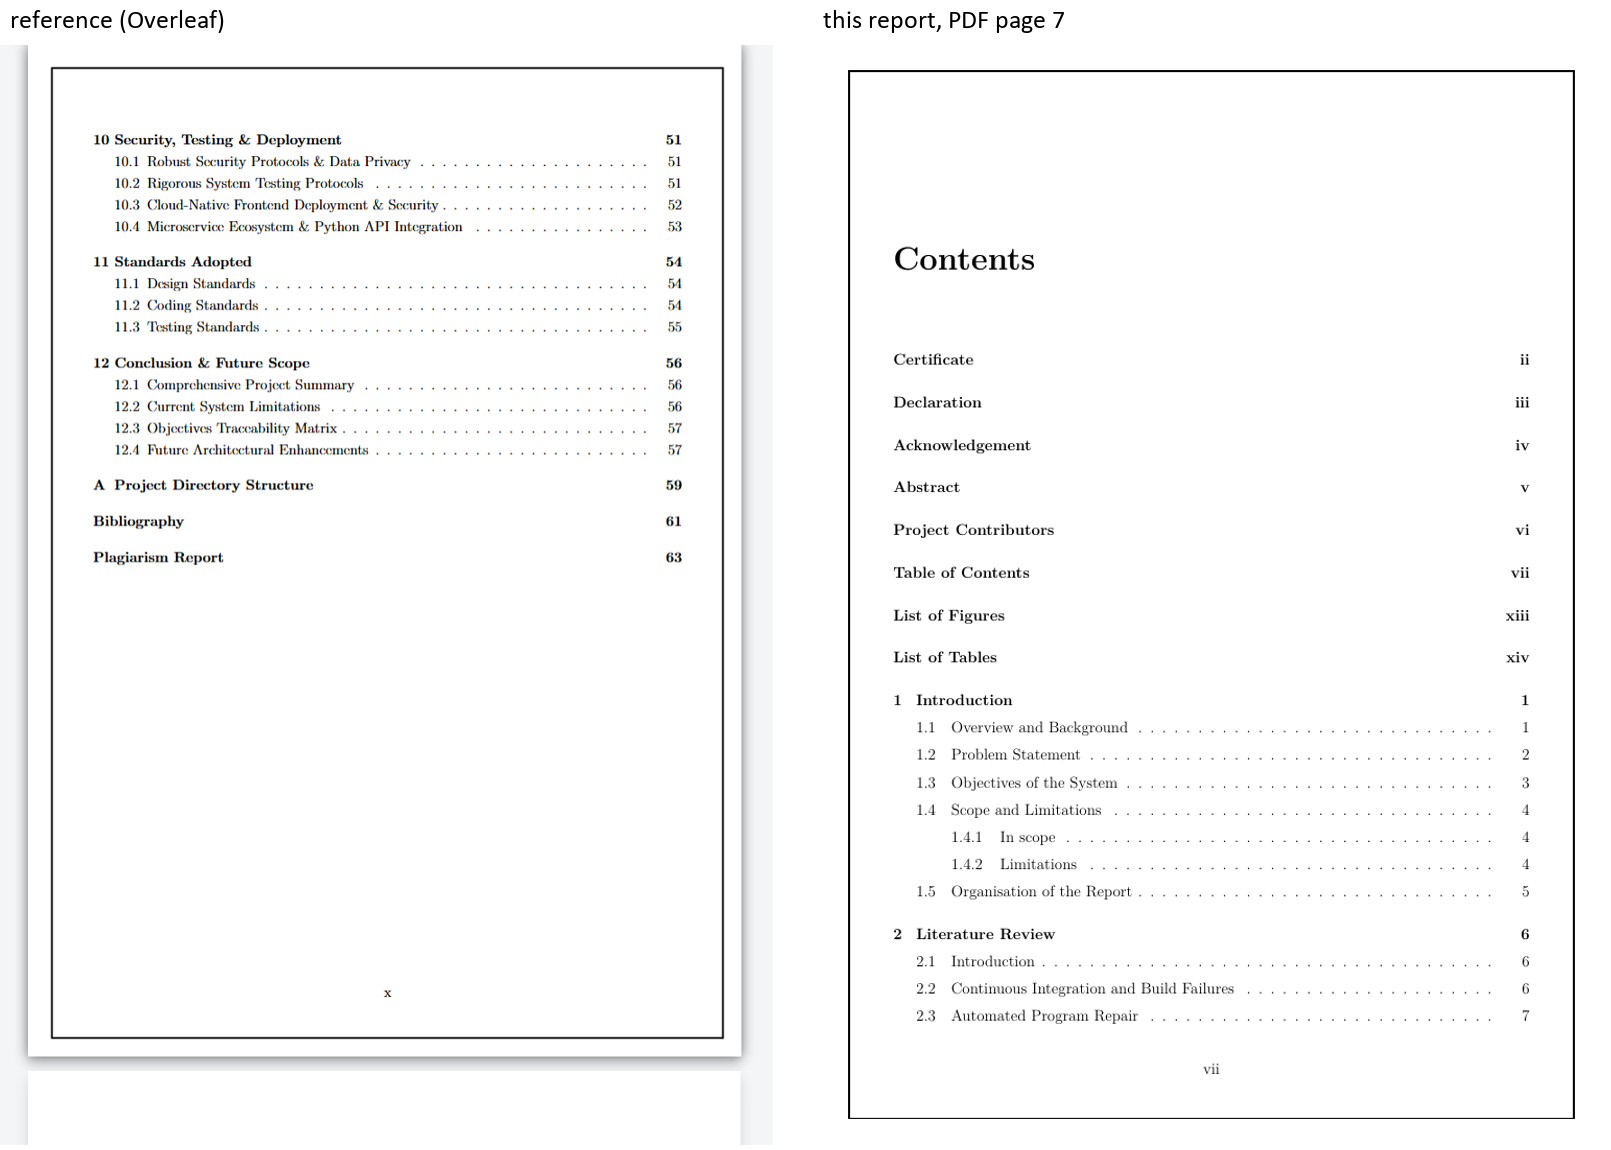 reference (Overleaf)
10 Security, Testing & Deployment 51
10.1 Robust Security Protocols & Data Privacy . . . . . . . . . . . . . . . . . . . . . 51
10.2 Rigorous System Testing Protocols . . . . . . . . . . . . . . . . . . . . . . . . . 51
10.3 Cloud-Native Frontend Deployment & Security . . . . . . . . . . . . . . . . . . . 52
10.4 Microservice Ecosystem & Python API Integration . . . . . . . . . . . . . . . . 53
11 Standards Adopted 54
11.1 Design Standards . . . . . . . . . . . . . . . . . . . . . . . . . . . . . . . . . . . 54
11.2 Coding Standards . . . . . . . . . . . . . . . . . . . . . . . . . . . . . . . . . . . 54
11.3 Testing Standards . . . . . . . . . . . . . . . . . . . . . . . . . . . . . . . . . . . 55
12 Conclusion & Future Scope 56
12.1 Comprehensive Project Summary . . . . . . . . . . . . . . . . . . . . . . . . . . 56
12.2 Current System Limitations . . . . . . . . . . . . . . . . . . . . . . . . . . . . . 56
12.3 Objectives Traceability Matrix . . . . . . . . . . . . . . . . . . . . . . . . . . . . 57
12.4 Future Architectural Enhancements . . . . . . . . . . . . . . . . . . . . . . . . . 57
A Project Directory Structure 59
Bibliography 61
Plagiarism Report 63
x
this report, PDF page 7
Contents
Certificate ii
Declaration iii
Acknowledgement iv
Abstract v
Project Contributors vi
Table of Contents vii
List of Figures xiii
List of Tables xiv
1 Introduction 1
1.1 Overview and Background . . . . . . . . . . . . . . . . . . . . . . . . . . . . . . 1
1.2 Problem Statement . . . . . . . . . . . . . . . . . . . . . . . . . . . . . . . . . . 2
1.3 Objectives of the System . . . . . . . . . . . . . . . . . . . . . . . . . . . . . . . 3
1.4 Scope and Limitations . . . . . . . . . . . . . . . . . . . . . . . . . . . . . . . . 4
1.4.1 In scope . . . . . . . . . . . . . . . . . . . . . . . . . . . . . . . . . . . . 4
1.4.2 Limitations . . . . . . . . . . . . . . . . . . . . . . . . . . . . . . . . . . 4
1.5 Organisation of the Report . . . . . . . . . . . . . . . . . . . . . . . . . . . . . . 5
2 Literature Review 6
2.1 Introduction . . . . . . . . . . . . . . . . . . . . . . . . . . . . . . . . . . . . . . 6
2.2 Continuous Integration and Build Failures . . . . . . . . . . . . . . . . . . . . . 6
2.3 Automated Program Repair . . . . . . . . . . . . . . . . . . . . . . . . . . . . . 7
vii